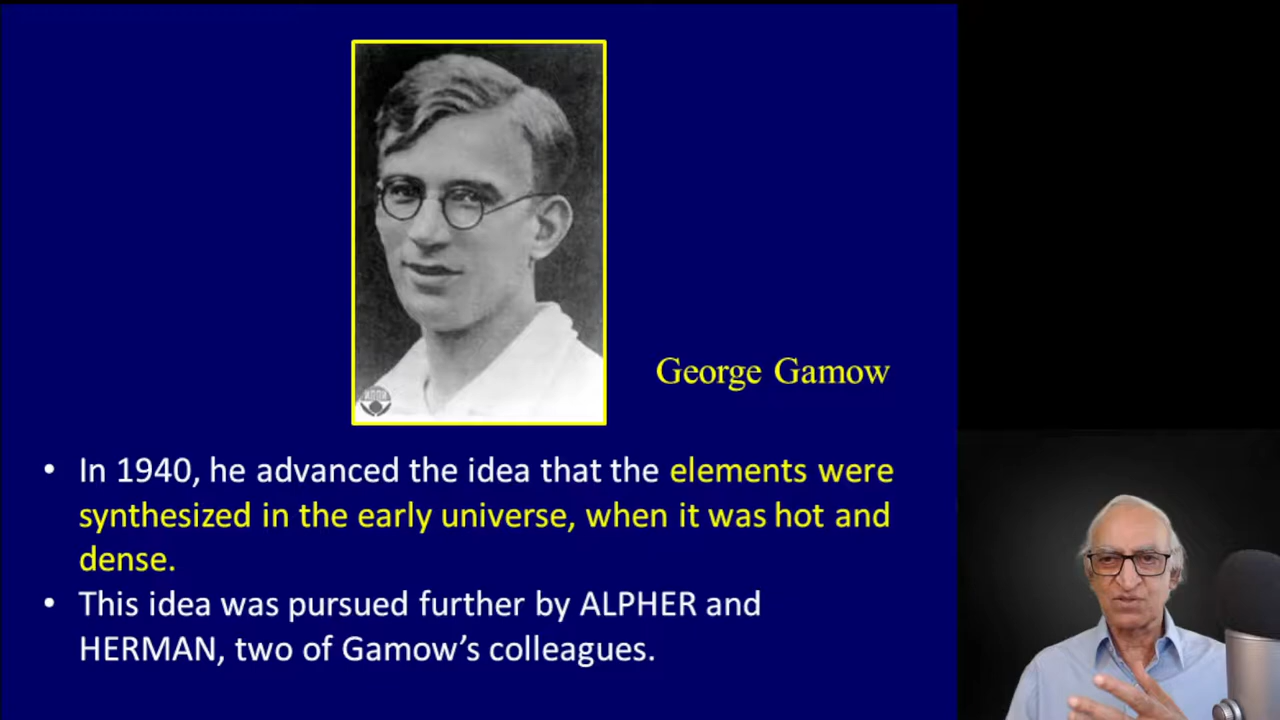 George Gamow
• In 1940, he advanced the idea that the elements were
synthesized in the early universe, when it was hot and
dense.
• This idea was pursued further by ALPHER and
HERMAN, two of Gamow’s colleagues.